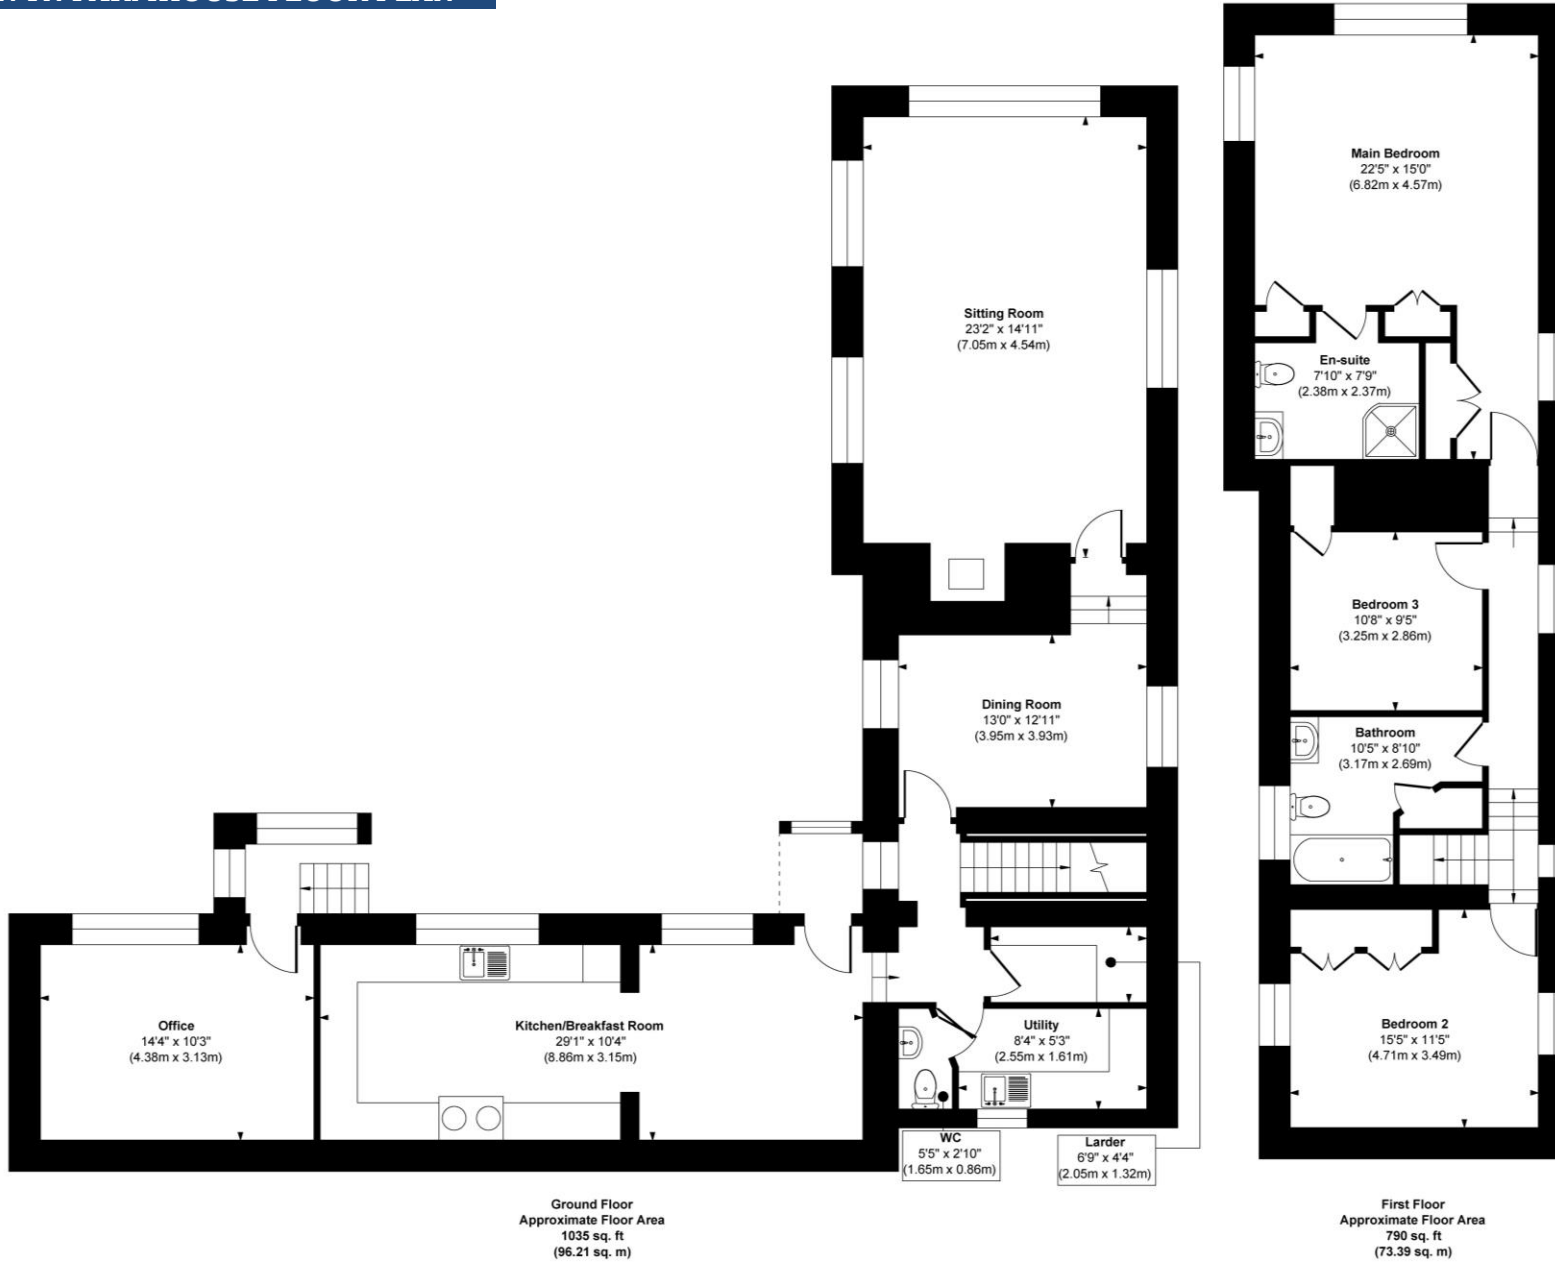 Main Bedroom
22'5" x 15'0"
(6.82m x 4.57m)
Sitting Room
23'2" x 14'11"
(7.05m x 4.54m)
En-suite
7'10" x 7'9"
(2.38m x 2.37m)
Bedroom 3
10'8" x 9'5"
(3.25m x 2.86m)
Dining Room
13'0" x 12'11"
(3.95m x 3.93m)
Bathroom
10'5" x 8'10"
(3.17m x 2.69m)
Office
14'4" x 10'3"
(4.38m x 3.13m)
Kitchen/Breakfast Room
29'1" x 10'4"
(8.86m x 3.15m)
Utility
8'4" x 5'3"
(2.55m x 1.61m)
Bedroom 2
15'5" x 11'5"
(4.71m x 3.49m)
WC
5'5" x 2'10"
(1.65m x 0.86m)
Larder
6'9" x 4'4"
(2.05m x 1.32m)
Ground Floor
Approximate Floor Area
1035 sq. ft
(96.21 sq. m)
First Floor
Approximate Floor Area
790 sq. ft
(73.39 sq. m)